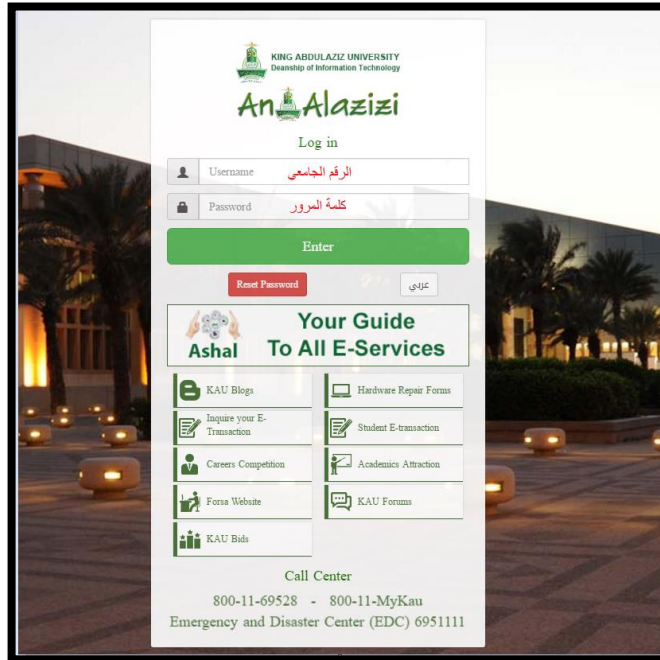 KING ABDULAZIZ UNIVERSITY
Deanship of Information Technology
Ana Alazizi
Log in
Username الرقم الجامعي
Password كلمة المرور
Enter
Reset Password عربي
Ashal
Your Guide
To All E-Services
KAU Blogs
Hardware Repair Forms
Inquire your E-
Transaction
Student E-transaction
Careers Competition
Academics Attraction
Forsa Website
KAU Forums
KAU Bids
Call Center
800-11-69528 - 800-11-MyKau
Emergency and Disaster Center (EDC) 6951111